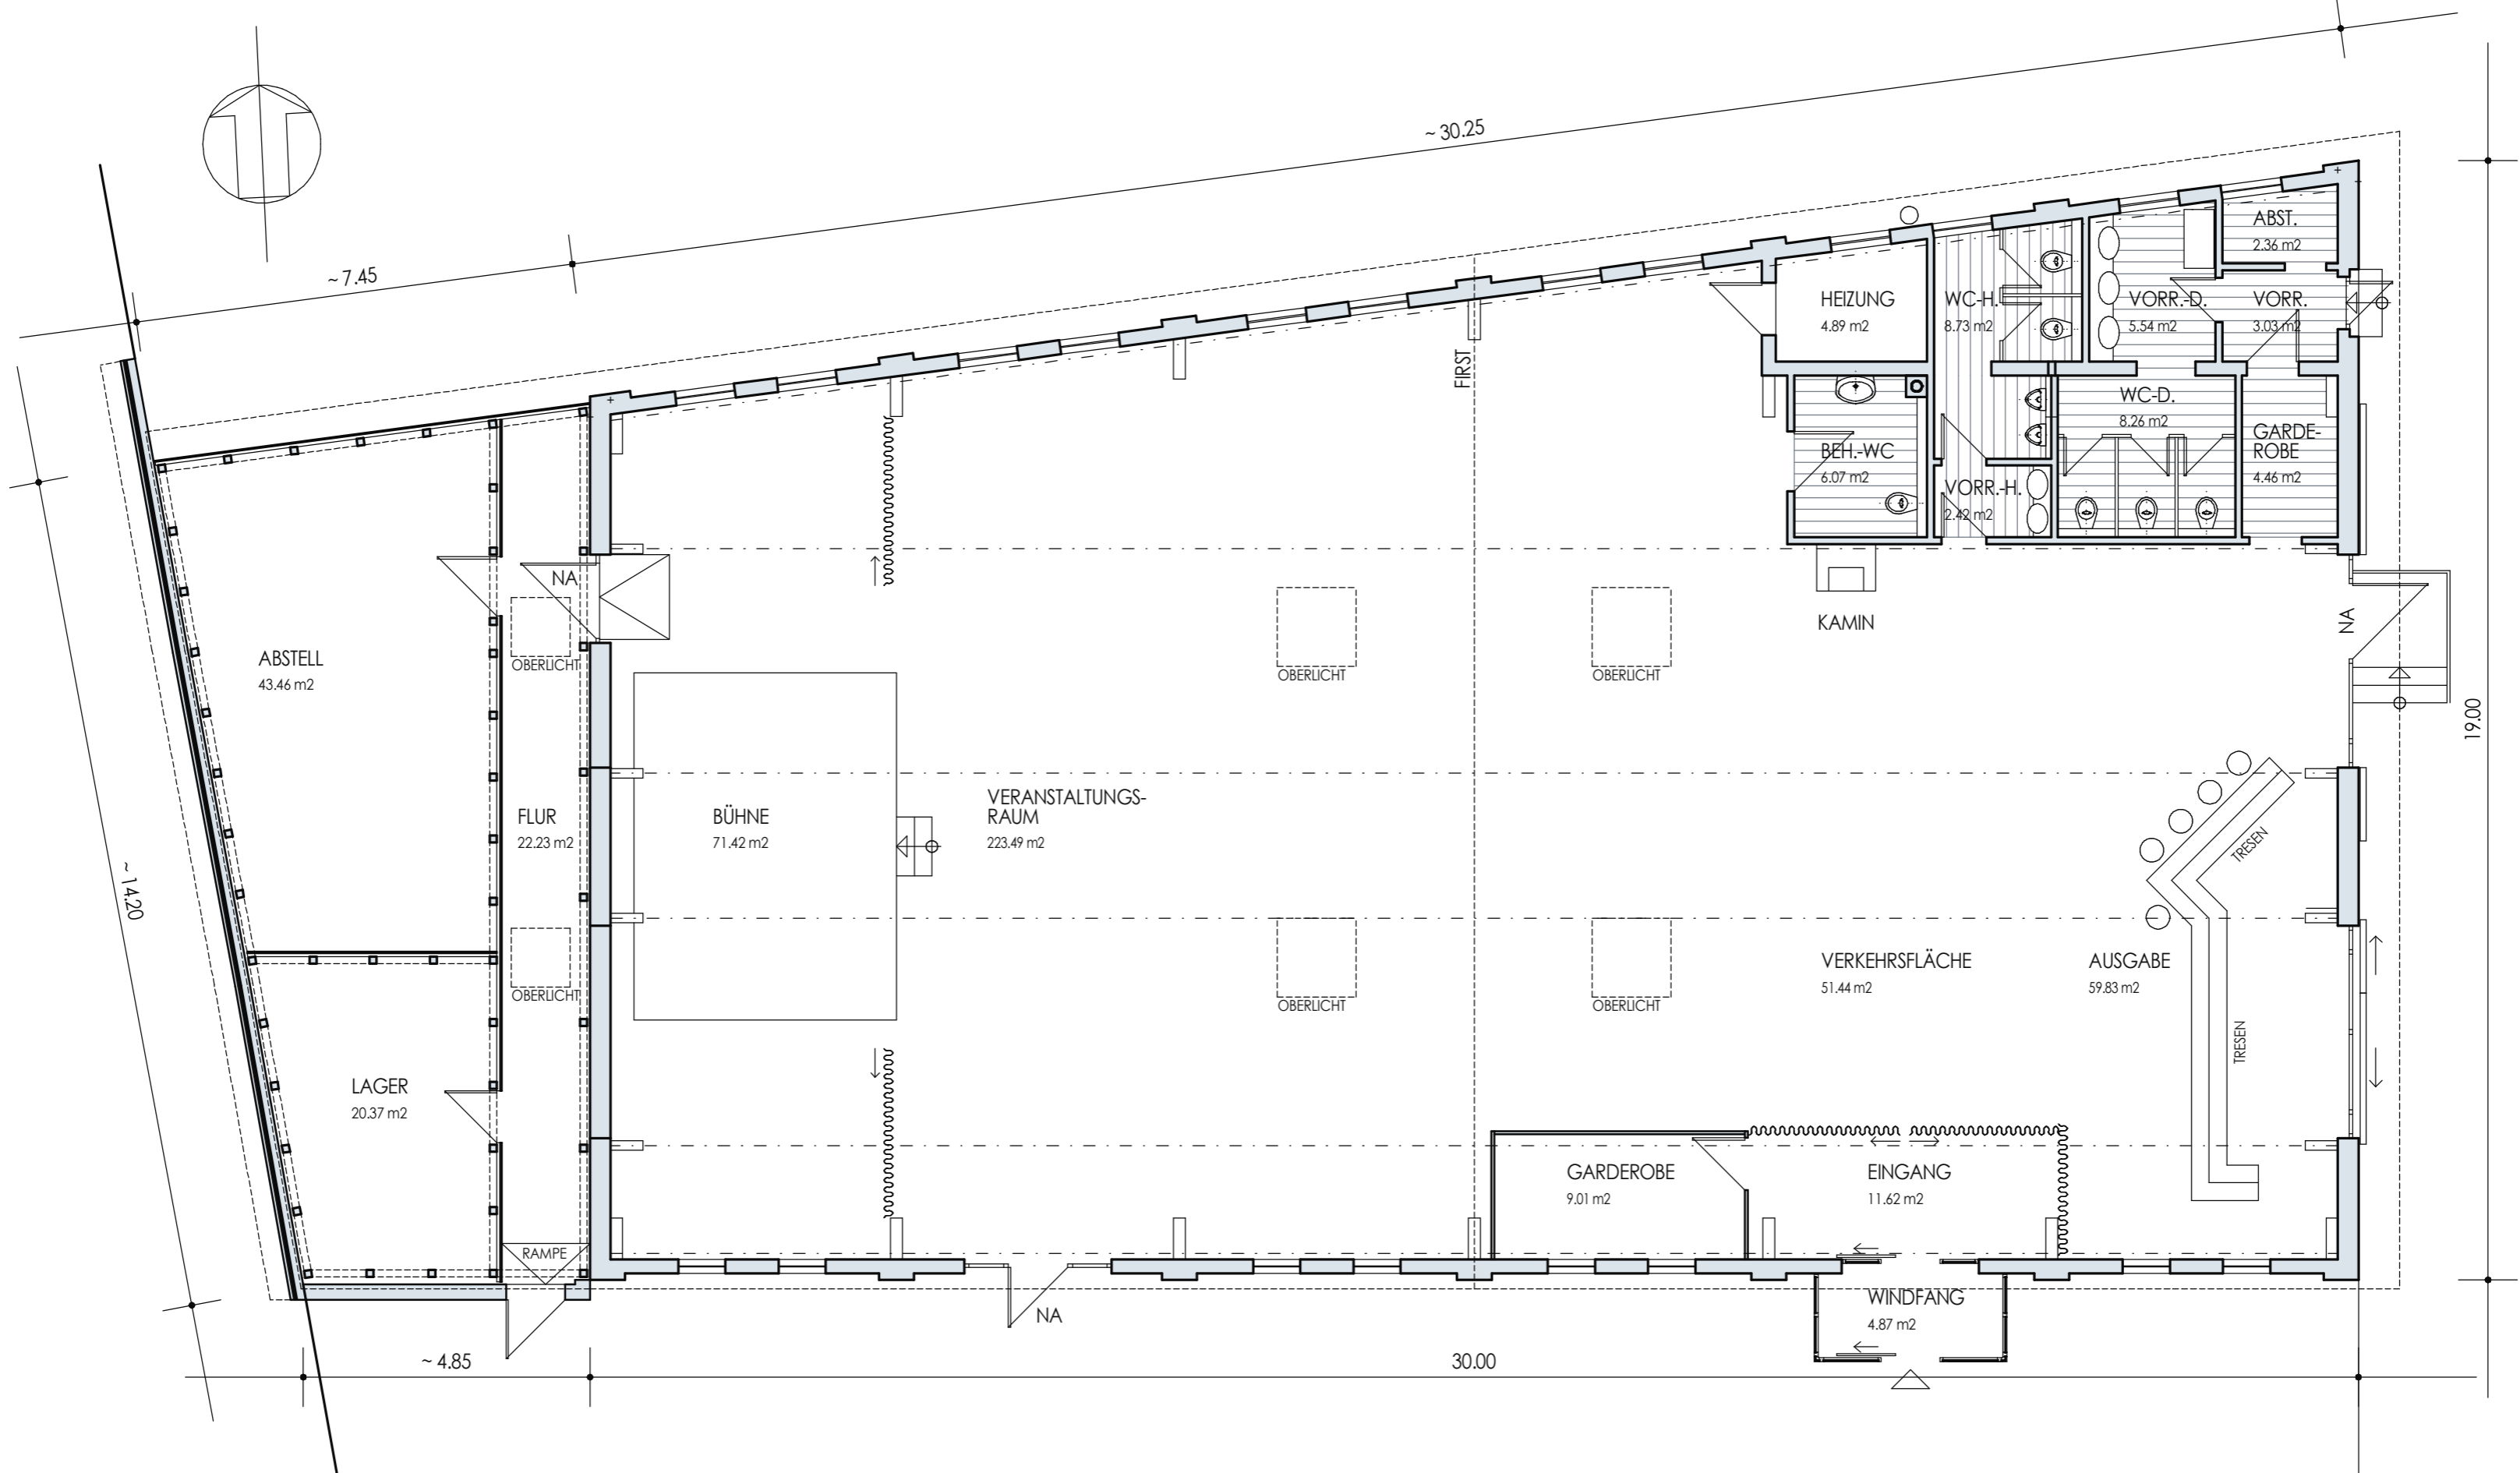 ~ 30.25
~ 7.45
ABST.
2.36 m2
HEIZUNG
4.89 m2
WC-H.
8.73 m2
VORR.-D.
5.54 m2
VORR.
3.03 m2
FIRST
WC-D.
8.26 m2
GARDE-
ROBE
4.46 m2
BEH.-WC
6.07 m2
VORR.-H.
2.42 m2
NA
KAMIN
NA
ABSTELL
43.46 m2
OBERLICHT
OBERLICHT
OBERLICHT
19.00
FLUR
22.23 m2
BÜHNE
71.42 m2
VERANSTALTUNGS-
RAUM
223.49 m2
TRESEN
~ 14.20
VERKEHRSFLÄCHE
51.44 m2
AUSGABE
59.83 m2
OBERLICHT
OBERLICHT
OBERLICHT
TRESEN
LAGER
20.37 m2
GARDEROBE
9.01 m2
EINGANG
11.62 m2
RAMPE
NA
WINDFANG
4.87 m2
~ 4.85
30.00